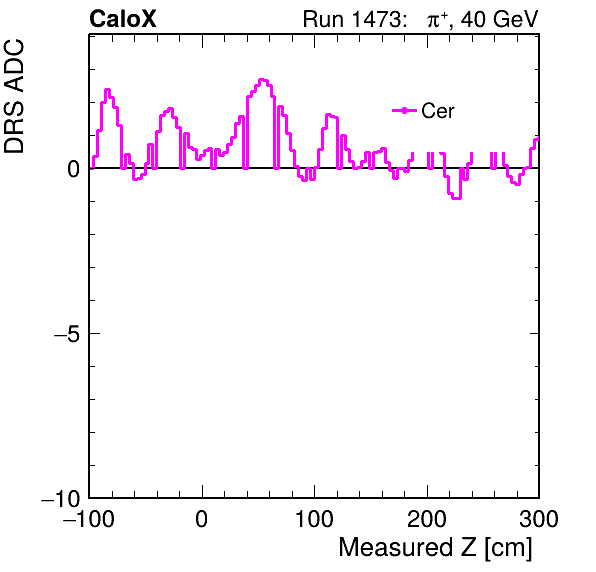 CaloX Run 1473: π+, 40 GeV
DRS ADC
Cer
0
−5
−10
−100 0 100 200 300
Measured Z [cm]